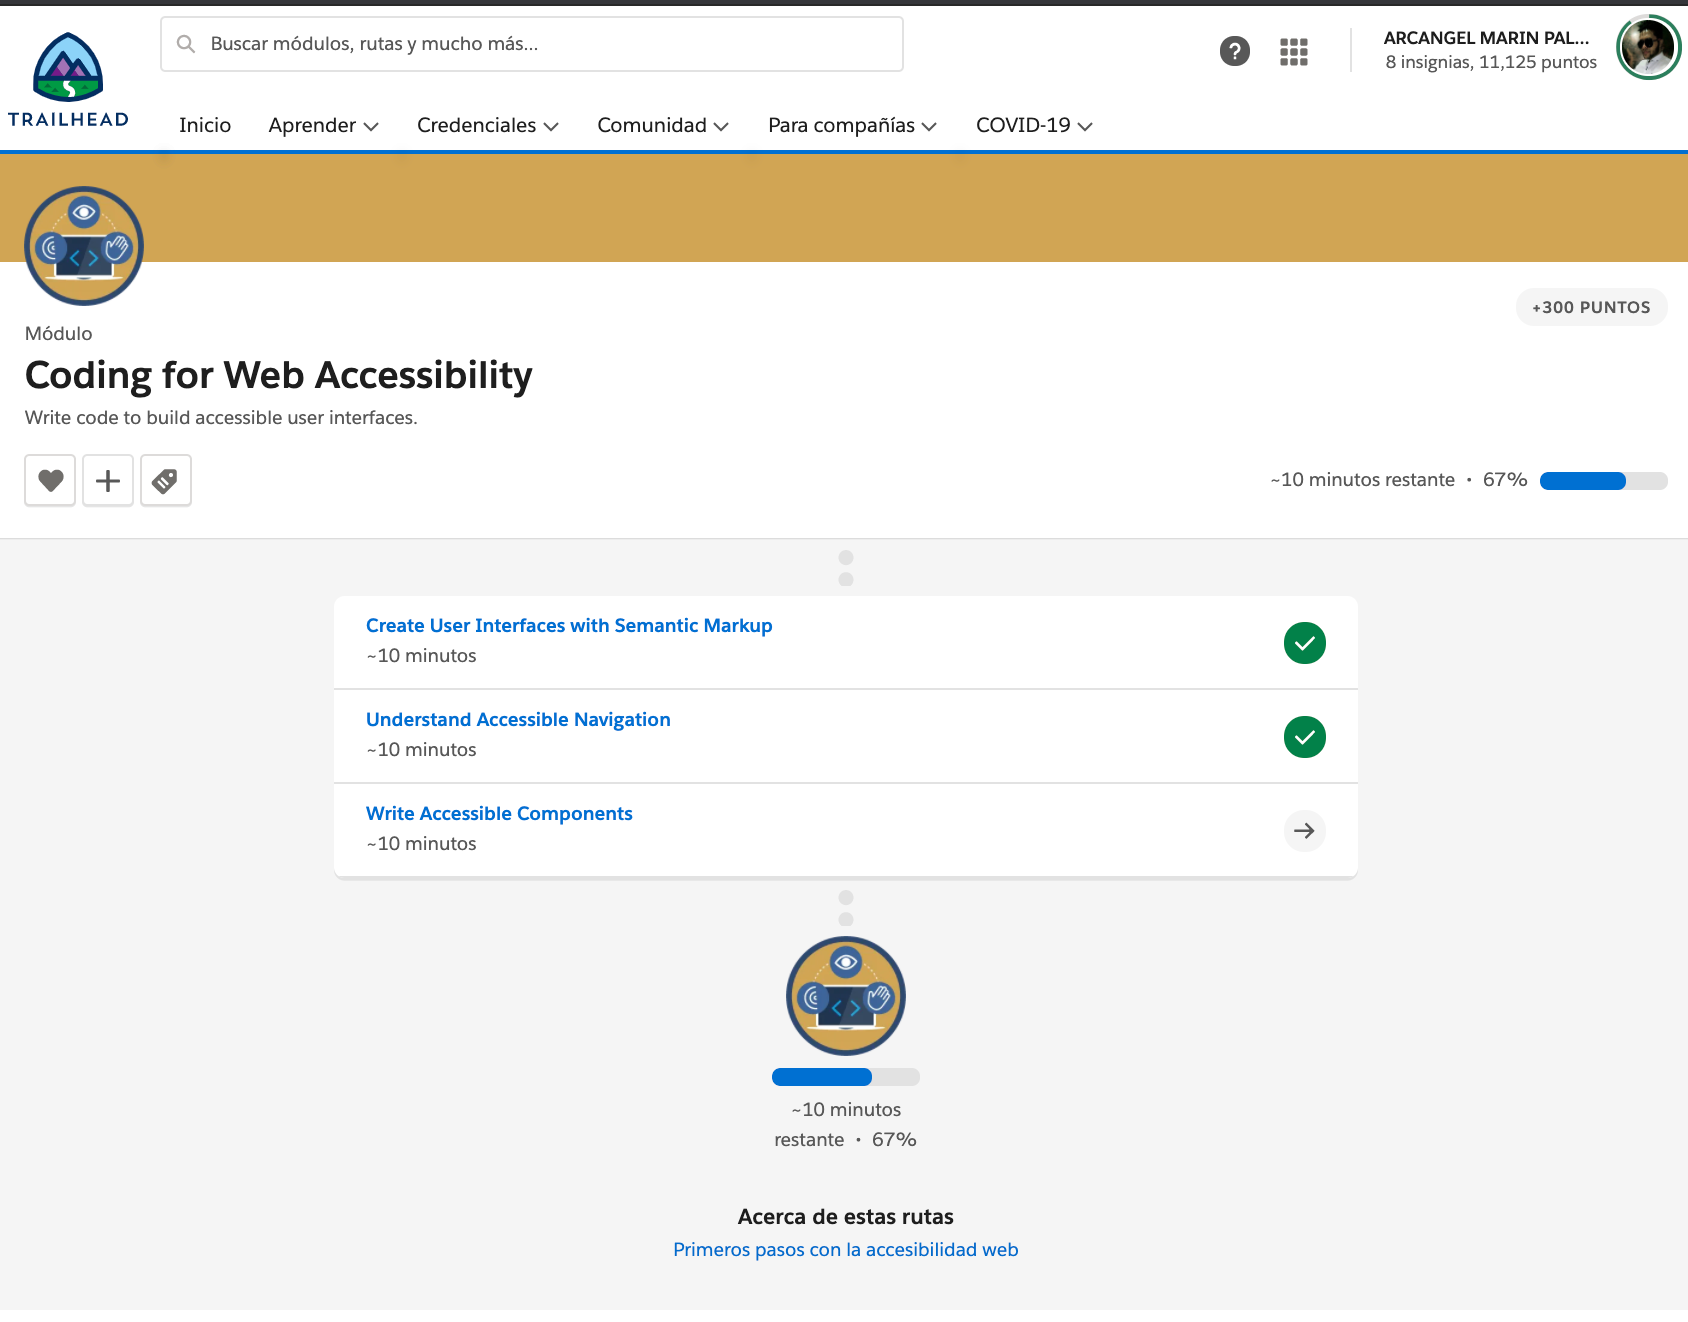 TRAILHEAD
Buscar módulos, rutas y mucho más...
?
ARCANGEL MARIN PAL...
8 insignias, 11,125 puntos
Inicio Aprender Credenciales Comunidad Para compañías COVID-19
+300 PUNTOS
Módulo
Coding for Web Accessibility
Write code to build accessible user interfaces.
~10 minutos restante • 67%
Create User Interfaces with Semantic Markup
~10 minutos
Understand Accessible Navigation
~10 minutos
Write Accessible Components
~10 minutos
~10 minutos
restante • 67%
Acerca de estas rutas
Primeros pasos con la accesibilidad web